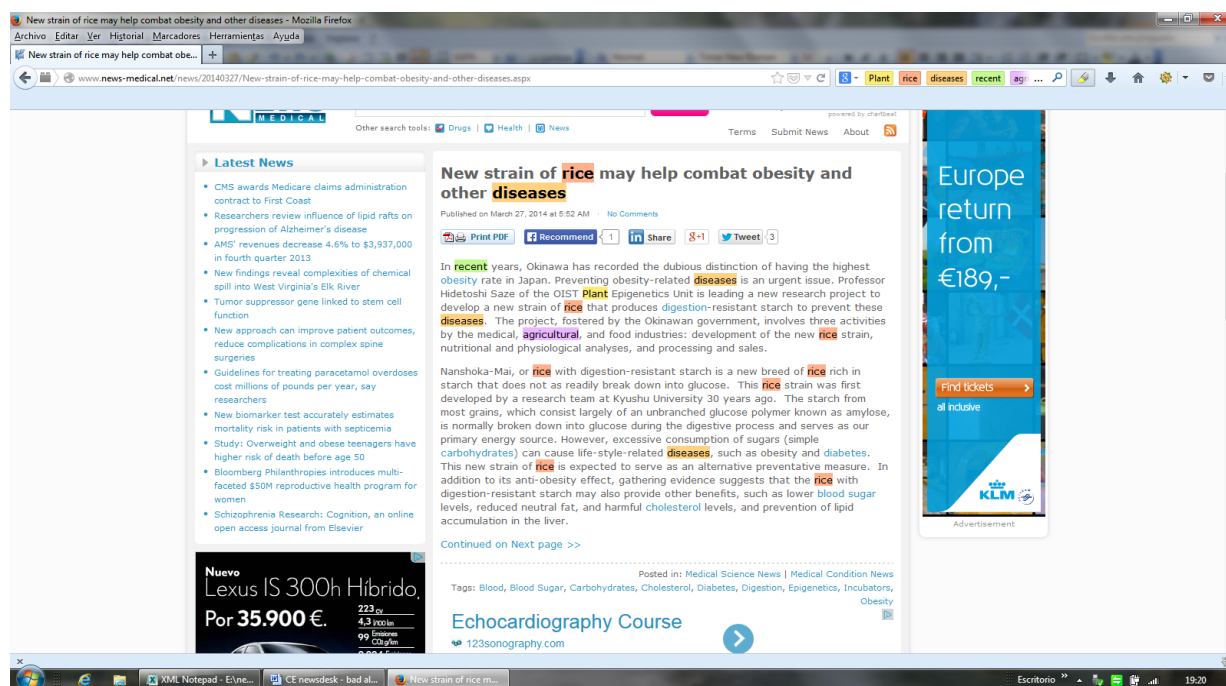 New strain of rice may help combat obesity and other diseases - Mozilla Firefox
Archivo Editar Ver Historial Marcadores Herramientas Ayuda
New strain of rice may help combat obe... +
www.news-medical.net/news/20140327/New-strain-of-rice-may-help-combat-obesity-and-other-diseases.aspx
Plant rice diseases recent agri ...
MEDICAL
powered by chartbeat
Other search tools: Drugs | Health | News
Terms Submit News About
Latest News
CMS awards Medicare claims administration
contract to First Coast
Researchers review influence of lipid rafts on
progression of Alzheimer's disease
AMS' revenues decrease 4.6% to $3,937,000
in fourth quarter 2013
New findings reveal complexities of chemical
spill into West Virginia's Elk River
Tumor suppressor gene linked to stem cell
function
New approach can improve patient outcomes,
reduce complications in complex spine
surgeries
Guidelines for treating paracetamol overdoses
cost millions of pounds per year, say
researchers
New biomarker test accurately estimates
mortality risk in patients with septicemia
Study: Overweight and obese teenagers have
higher risk of death before age 50
Bloomberg Philanthropies introduces multi-
faceted $50M reproductive health program for
women
Schizophrenia Research: Cognition, an online
open access journal from Elsevier
Nuevo
Lexus IS 300h Híbrido,
Por 35.900 €.
223 cv
4,3 l/100 km
99 Emisiones CO2 g/km
New strain of rice may help combat obesity and
other diseases
Published on March 27, 2014 at 5:52 AM · No Comments
Print PDF Recommend 1 Share g+1 Tweet 3
In recent years, Okinawa has recorded the dubious distinction of having the highest
obesity rate in Japan. Preventing obesity-related diseases is an urgent issue. Professor
Hidetoshi Saze of the OIST Plant Epigenetics Unit is leading a new research project to
develop a new strain of rice that produces digestion-resistant starch to prevent these
diseases. The project, fostered by the Okinawan government, involves three activities
by the medical, agricultural, and food industries: development of the new rice strain,
nutritional and physiological analyses, and processing and sales.
Nanshoka-Mai, or rice with digestion-resistant starch is a new breed of rice rich in
starch that does not as readily break down into glucose. This rice strain was first
developed by a research team at Kyushu University 30 years ago. The starch from
most grains, which consist largely of an unbranched glucose polymer known as amylose,
is normally broken down into glucose during the digestive process and serves as our
primary energy source. However, excessive consumption of sugars (simple
carbohydrates) can cause life-style-related diseases, such as obesity and diabetes.
This new strain of rice is expected to serve as an alternative preventative measure. In
addition to its anti-obesity effect, gathering evidence suggests that the rice with
digestion-resistant starch may also provide other benefits, such as lower blood sugar
levels, reduced neutral fat, and harmful cholesterol levels, and prevention of lipid
accumulation in the liver.
Continued on Next page >>
Posted in: Medical Science News | Medical Condition News
Tags: Blood, Blood Sugar, Carbohydrates, Cholesterol, Diabetes, Digestion, Epigenetics, Incubators,
Obesity
Echocardiography Course
123sonography.com
Europe
return
from
€189,-
Find tickets
all inclusive
KLM
Advertisement
XML Notepad - E:\ne... CE newsdesk - bad al... New strain of rice m...
Escritorio 19:20